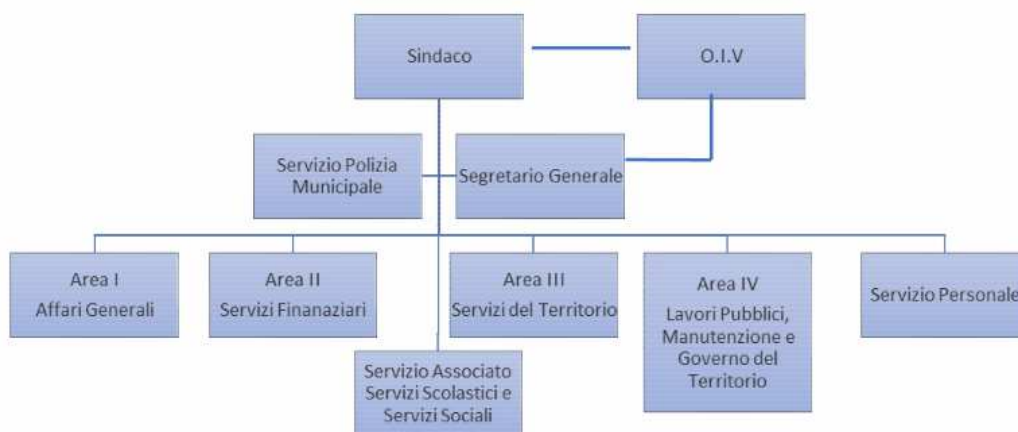 Sindaco
O.I.V
Servizio Polizia
Municipale
Segretario Generale
Area I
Affari Generali
Area II
Servizi Finanaziari
Area III
Servizi del Territorio
Area IV
Lavori Pubblici,
Manutenzione e
Governo del
Territorio
Servizio Personale
Servizio Associato
Servizi Scolastici e
Servizi Sociali